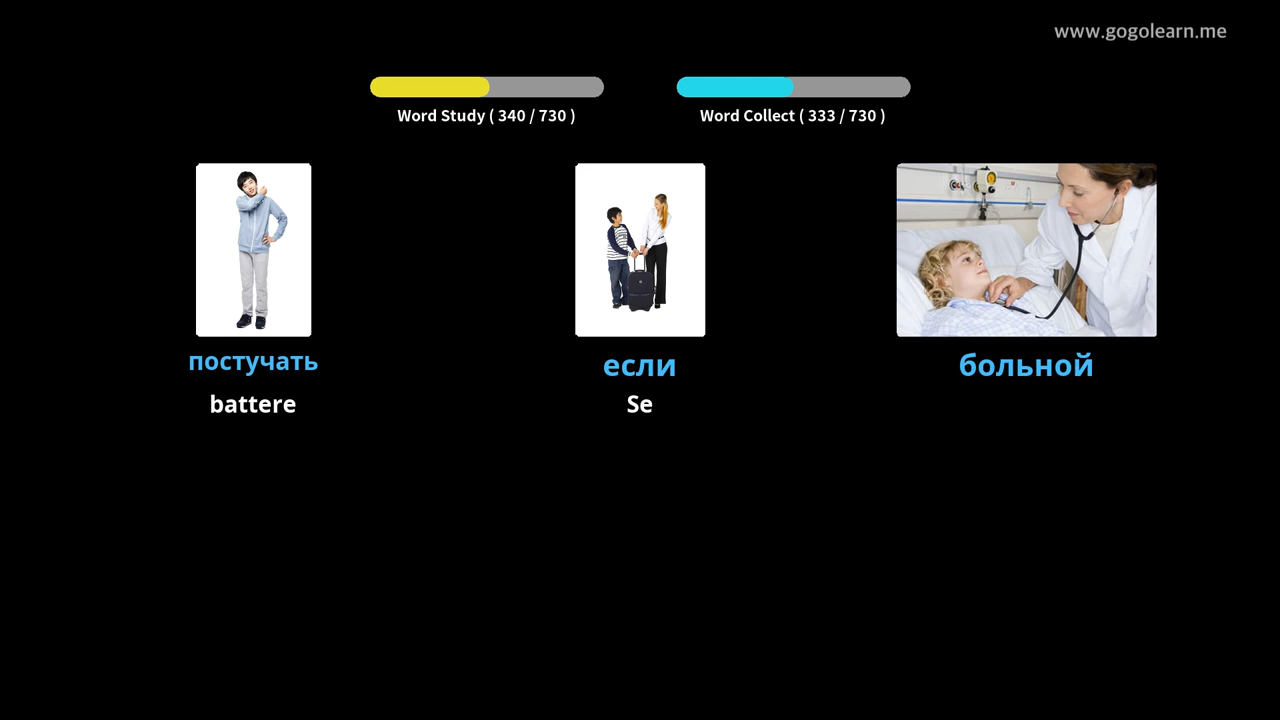 www.gogolearn.me
Word Study ( 340 / 730 )
Word Collect ( 333 / 730 )
постучать
если
больной
battere
Se